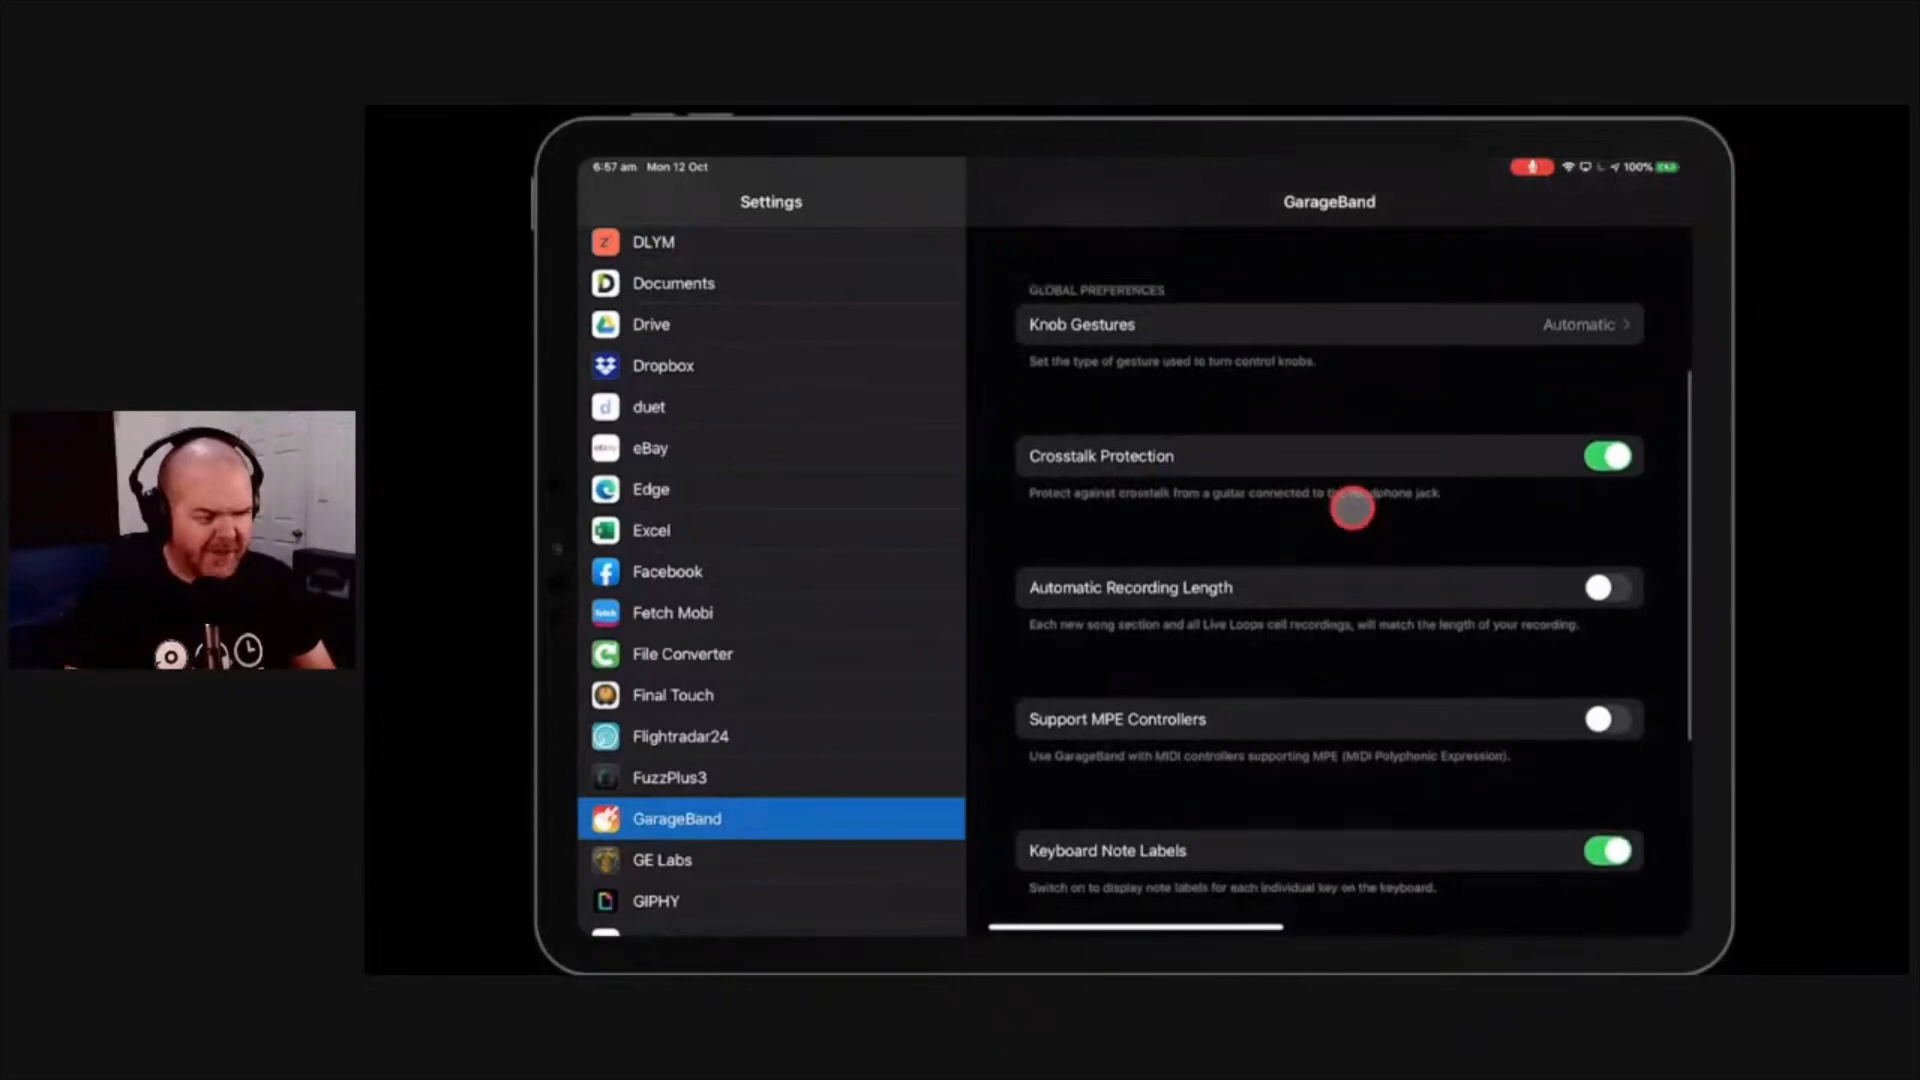 6:57 am Mon 12 Oct
100%
Settings
GarageBand
DLYM
Documents
Drive
Dropbox
duet
eBay
Edge
Excel
Facebook
Fetch Mobi
File Converter
Final Touch
Flightradar24
FuzzPlus3
GarageBand
GE Labs
GIPHY
GLOBAL PREFERENCES
Knob Gestures
Automatic
Set the type of gesture used to turn control knobs.
Crosstalk Protection
Protect against crosstalk from a guitar connected to jack.
Automatic Recording Length
Each new song section and all Live Loops cell recordings, will match the length of your recording.
Support MPE Controllers
Use GarageBand with MIDI controllers supporting MPE (MIDI Polyphonic Expression).
Keyboard Note Labels
Switch on to display note labels for each individual key on the keyboard.